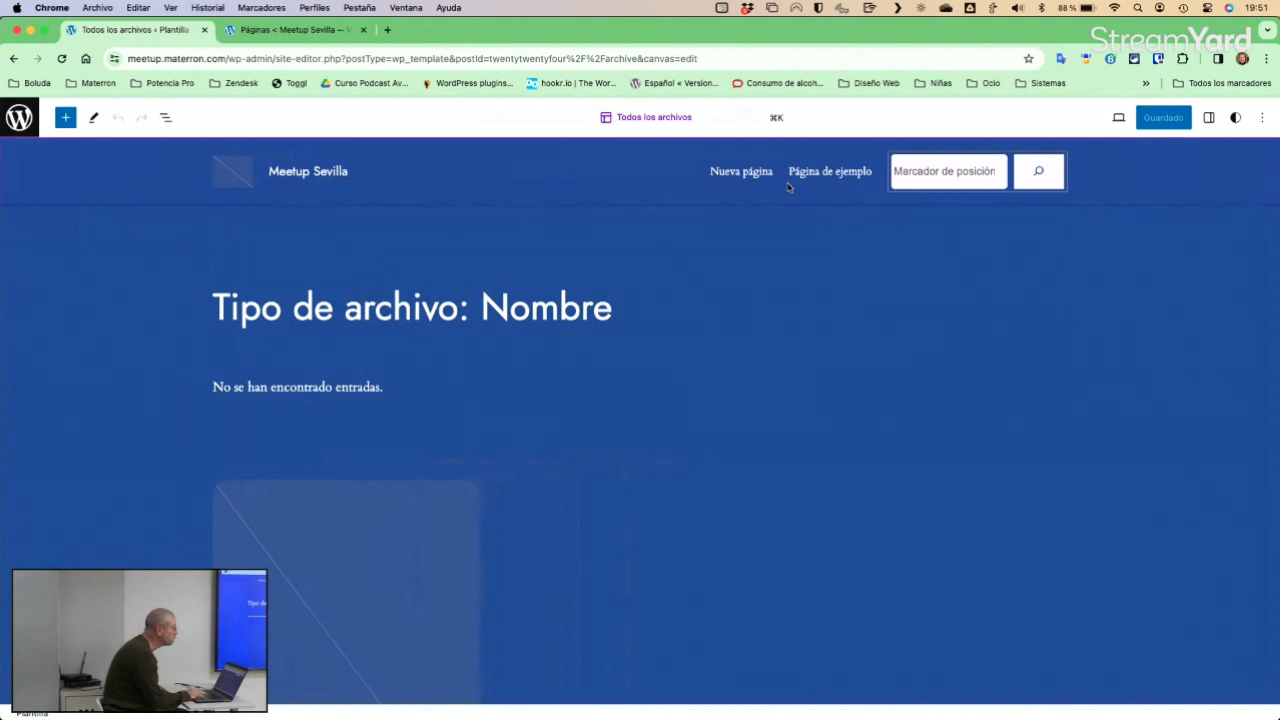 Chrome Archivo Editar Ver Historial Marcadores Perfiles Pestaña Ventana Ayuda 88 % 19:51
Todos los archivos ‹ Plantilla Páginas < Meetup Sevilla —
StreamYard
meetup.materron.com/wp-admin/site-editor.php?postType=wp_template&postId=twentytwentyfour%2F%2Farchive&canvas=edit
Boluda Materron Potencia Pro Zendesk Toggl Curso Podcast Av... WordPress plugins... hookr.io | The Wor... Español « Version... Consumo de alcoh... Diseño Web Niñas Ocio Sistemas » Todos los marcadores
Todos los archivos ⌘K Guardado
Meetup Sevilla Nueva página Página de ejemplo Marcador de posición
Tipo de archivo: Nombre
No se han encontrado entradas.
Plantilla